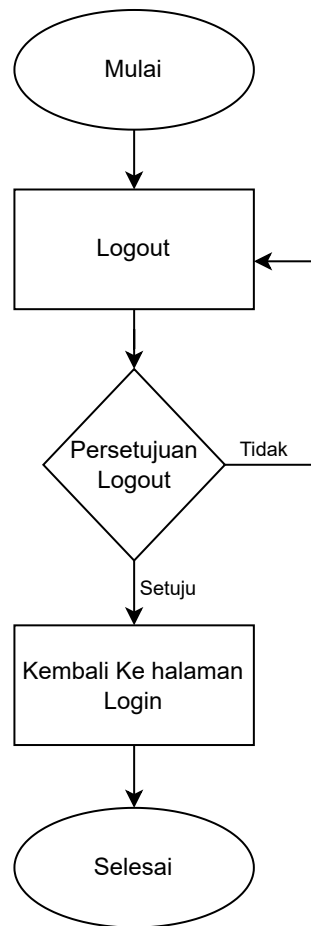 Mulai
Logout
Persetujuan
Logout
Tidak
Setuju
Kembali Ke halaman
Login
Selesai